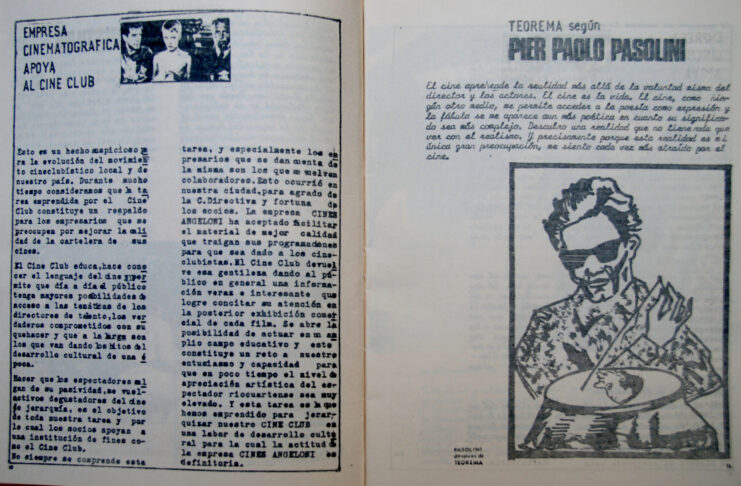 EMPRESA
CINEMATOGRAFICA
APOYA
AL CINE CLUB
Esto es un hecho auspicioso pa
ra la evolución del movimien
to cineclubístico local y de
nuestro país. Durante mucho
tiempo consideramos que la ta
rea emprendida por el Cine
Club constituye un respaldo
para los empresarios que se
preocupen por mejorar la cali
dad de la cartelera de sus
cines.
El Cine Club educa, hace cono
cer el lenguaje del cine y per
mite que día a día el público
tenga mayores posibilidades de
acceso a las temáticas de los
directores de talento, los ver
daderos comprometidos con su
quehacer y que a la larga son
los que van dando los hitos del
desarrollo cultural de una é
poca.
Hacer que los espectadores sal
gan de su pasividad, se vuel-
activos degustadores del cine
de jerarquía, es el objetivo
de toda nuestra tarea y por
lo cual los socios apoyan a
una institución de fines co-
mo el Cine Club.
No siempre se comprende esta
tarea, y especialmente los em
presarios que se dan cuenta de
la misma son los que se vuelven
colaboradores. Esto ocurrió en
nuestra ciudad, para agrado de
la C.Directiva y fortuna de
los socios. La empresa CINES
ANGELONI ha aceptado facilitar
el material de mejor calidad
que traigan sus programadores
para que sea dado a los cine-
clubistas. El Cine Club devuel
ve esa gentileza dando al pú-
blico en general una informa-
ción veraz e interesante que
logre concitar su atención en
la posterior exhibición comer
cial de cada film. Se abre la
posibilidad de actuar en un am
plio campo educativo y esto
constituye un reto a nuestro
entusiasmo y capacidad para
que en poco tiempo el nivel de
apreciación artística del es-
pectador riocuartense sea muy
elevado. Y esta tarea es la que
hemos emprendido para jerar-
quizar nuestro CINE CLUB en
una labor de desarrollo cultu
ral para la cual la actitud de
la empresa CINES ANGELONI es
definitoria.
TEOREMA según
PIER PAOLO PASOLINI
El cine aprehende la realidad más allá de la voluntad misma del
director y los actores. El cine es la vida. El cine, como nin-
gún otro medio, me permite acceder a la poesía como expresión y
la fábula se me aparece aun más poética en cuanto su significa-
do sea más complejo. Descubro una realidad que no tiene nada que
ver con el realismo. Y precisamente porque esta realidad es mi
única gran preocupación, me siento cada vez más atraído por el
cine.
PASOLINI
después de
TEOREMA